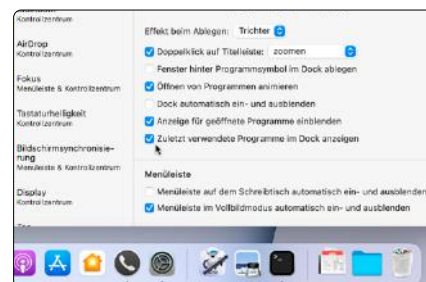 Kontrollzentrum
AirDrop
Kontrollzentrum
Fokus
Menüleiste & Kontrollzentrum
Tastaturhelligkeit
Kontrollzentrum
Bildschirmsynchronisie-
rung
Menüleiste & Kontrollzentrum
Display
Kontrollzentrum
Effekt beim Ablegen: Trichter
Doppelklick auf Titelleiste: zoomen
Fenster hinter Programmsymbol im Dock ablegen
Öffnen von Programmen animieren
Dock automatisch ein- und ausblenden
Anzeige für geöffnete Programme einblenden
Zuletzt verwendete Programme im Dock anzeigen
Menüleiste
Menüleiste auf dem Schreibtisch automatisch ein- und ausblenden
Menüleiste im Vollbildmodus automatisch ein- und ausblenden